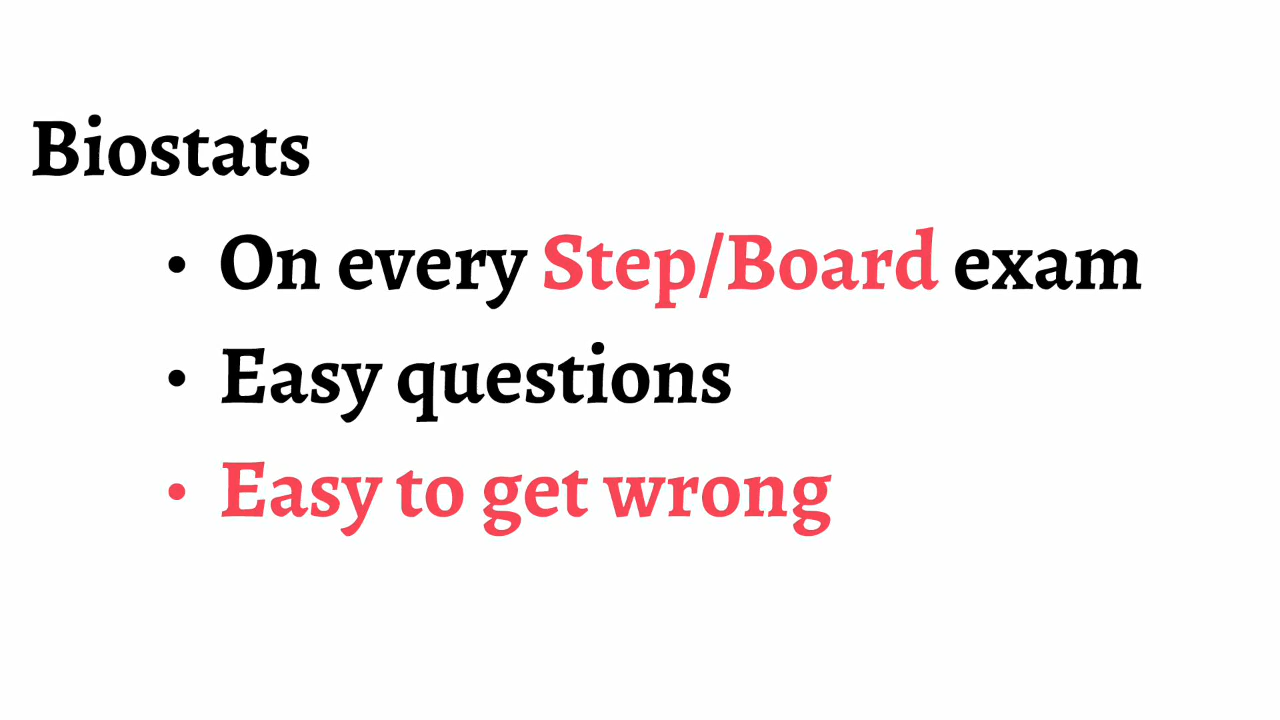 Biostats
• On every Step/Board exam
• Easy questions
• Easy to get wrong